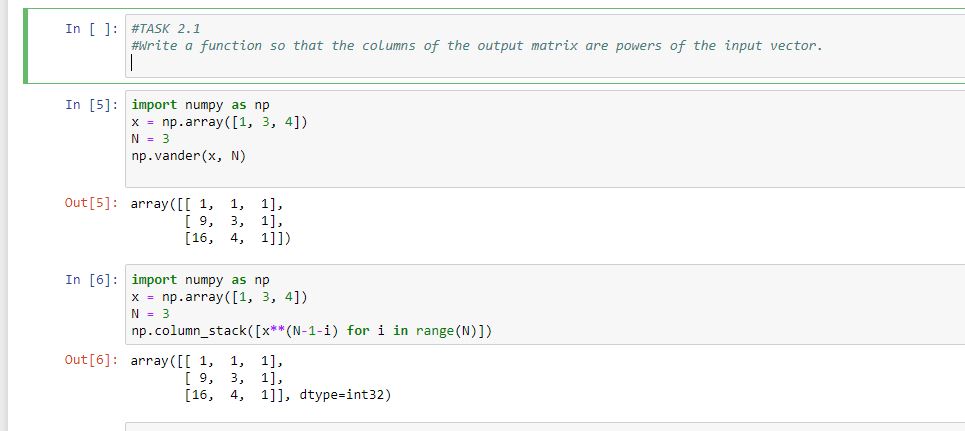 In [ ]: #TASK 2.1
#Write a function so that the columns of the output matrix are powers of the input vector.
In [5]: import numpy as np
x = np.array([1, 3, 4])
N = 3
np.vander(x, N)
Out[5]: array([[ 1, 1, 1],
[ 9, 3, 1],
[16, 4, 1]])
In [6]: import numpy as np
x = np.array([1, 3, 4])
N = 3
np.column_stack([x**(N-1-i) for i in range(N)])
Out[6]: array([[ 1, 1, 1],
[ 9, 3, 1],
[16, 4, 1]], dtype=int32)